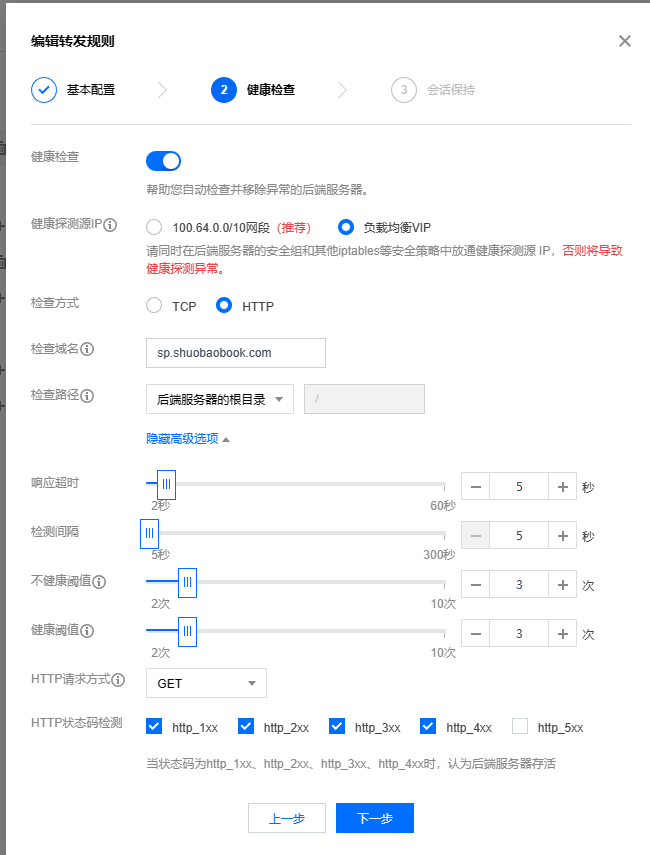 编辑转发规则
基本配置 2 健康检查 3 会话保持
健康检查
帮助您自动检查并移除异常的后端服务器。
健康探测源IP 100.64.0.0/10网段（推荐） 负载均衡VIP
请同时在后端服务器的安全组和其他iptables等安全策略中放通健康探测源 IP，否则将导致
健康探测异常。
检查方式 TCP HTTP
检查域名 sp.shuobaobook.com
检查路径 后端服务器的根目录 /
隐藏高级选项
响应超时 5 秒
2秒 60秒
检测间隔 5 秒
5秒 300秒
不健康阈值 3 次
2次 10次
健康阈值 3 次
2次 10次
HTTP请求方式 GET
HTTP状态码检测 http_1xx http_2xx http_3xx http_4xx http_5xx
当状态码为http_1xx、http_2xx、http_3xx、http_4xx时，认为后端服务器存活
上一步 下一步